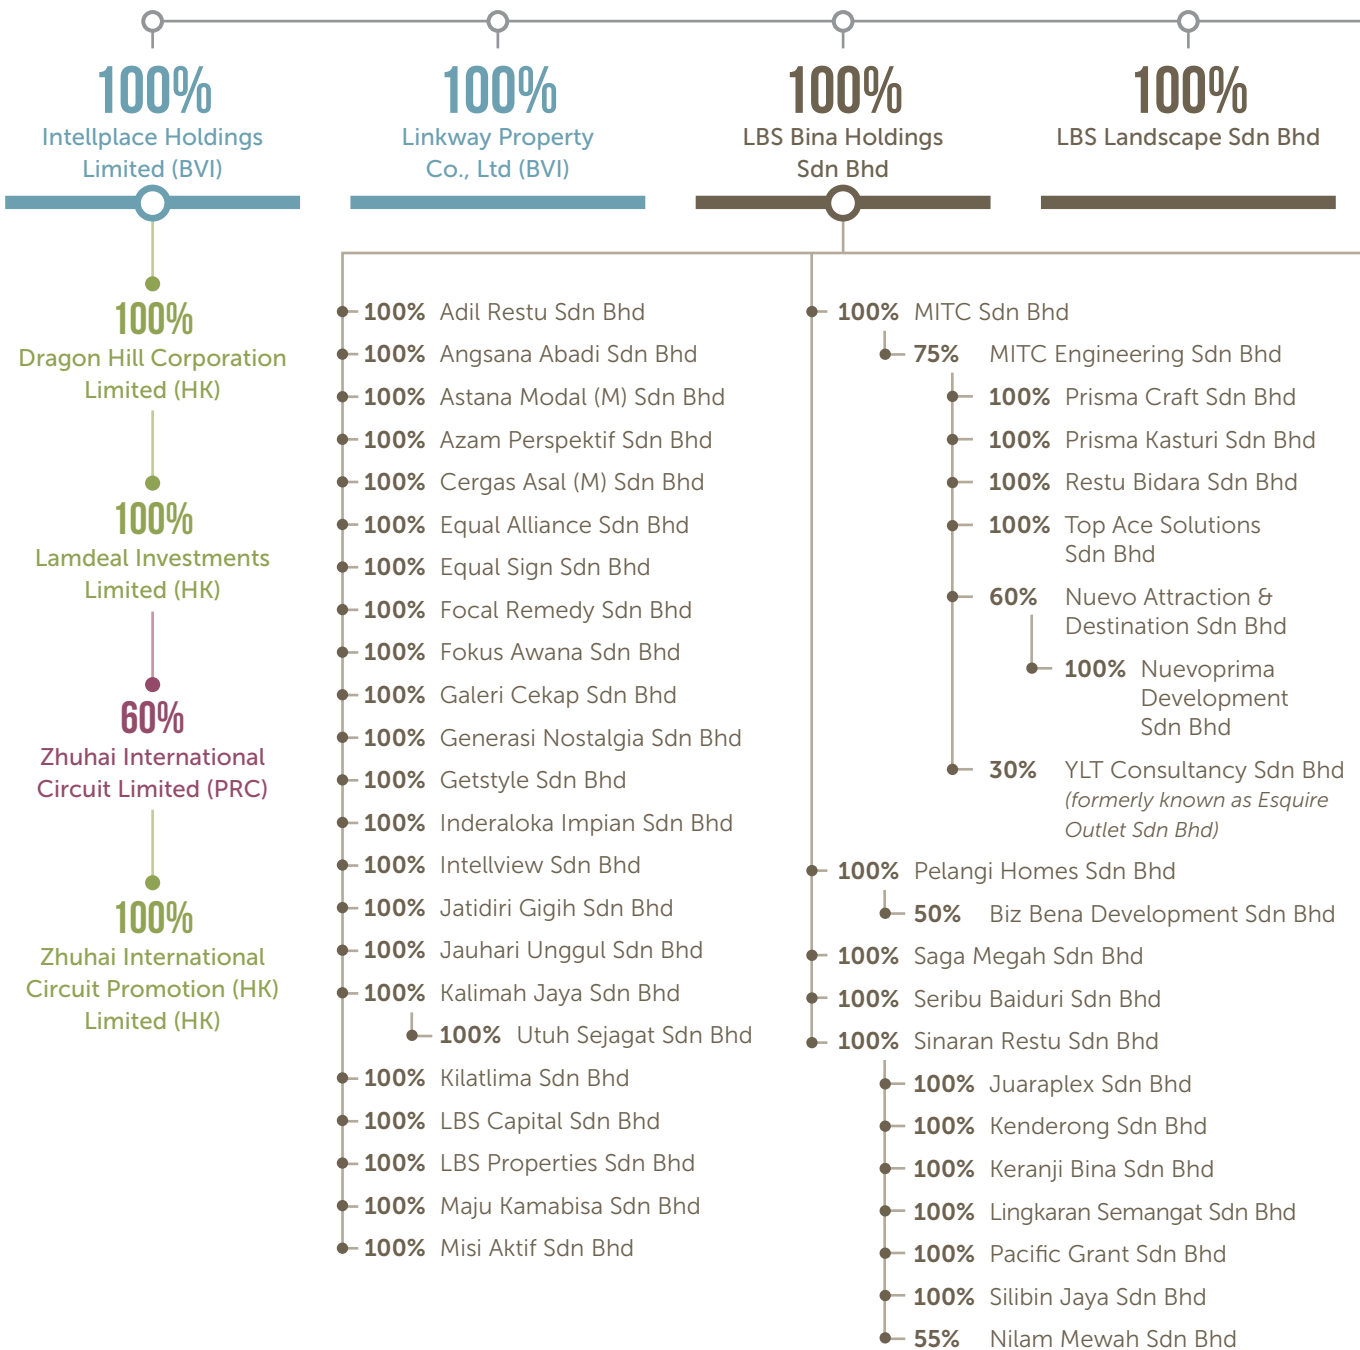 100%
Intellplace Holdings
Limited (BVI)
100%
Dragon Hill Corporation
Limited (HK)
100%
Lamdeal Investments
Limited (HK)
60%
Zhuhai International
Circuit Limited (PRC)
100%
Zhuhai International
Circuit Promotion (HK)
Limited (HK)
100%
Linkway Property
Co., Ltd (BVI)
100%
LBS Bina Holdings
Sdn Bhd
100% Adil Restu Sdn Bhd
100% Angsana Abadi Sdn Bhd
100% Astana Modal (M) Sdn Bhd
100% Azam Perspektif Sdn Bhd
100% Cergas Asal (M) Sdn Bhd
100% Equal Alliance Sdn Bhd
100% Equal Sign Sdn Bhd
100% Focal Remedy Sdn Bhd
100% Fokus Awana Sdn Bhd
100% Galeri Cekap Sdn Bhd
100% Generasi Nostalgia Sdn Bhd
100% Getstyle Sdn Bhd
100% Inderaloka Impian Sdn Bhd
100% Intellview Sdn Bhd
100% Jatidiri Gigih Sdn Bhd
100% Jauhari Unggul Sdn Bhd
100% Kalimah Jaya Sdn Bhd
100% Utuh Sejagat Sdn Bhd
100% Kilatlima Sdn Bhd
100% LBS Capital Sdn Bhd
100% LBS Properties Sdn Bhd
100% Maju Kamabisa Sdn Bhd
100% Misi Aktif Sdn Bhd
100% MITC Sdn Bhd
75% MITC Engineering Sdn Bhd
100% Prisma Craft Sdn Bhd
100% Prisma Kasturi Sdn Bhd
100% Restu Bidara Sdn Bhd
100% Top Ace Solutions
Sdn Bhd
60% Nuevo Attraction &
Destination Sdn Bhd
100% Nuevoprima
Development
Sdn Bhd
30% YLT Consultancy Sdn Bhd
(formerly known as Esquire
Outlet Sdn Bhd)
100% Pelangi Homes Sdn Bhd
50% Biz Bena Development Sdn Bhd
100% Saga Megah Sdn Bhd
100% Seribu Baiduri Sdn Bhd
100% Sinaran Restu Sdn Bhd
100% Juaraplex Sdn Bhd
100% Kenderong Sdn Bhd
100% Keranji Bina Sdn Bhd
100% Lingkaran Semangat Sdn Bhd
100% Pacific Grant Sdn Bhd
100% Silibin Jaya Sdn Bhd
55% Nilam Mewah Sdn Bhd
100%
LBS Landscape Sdn Bhd